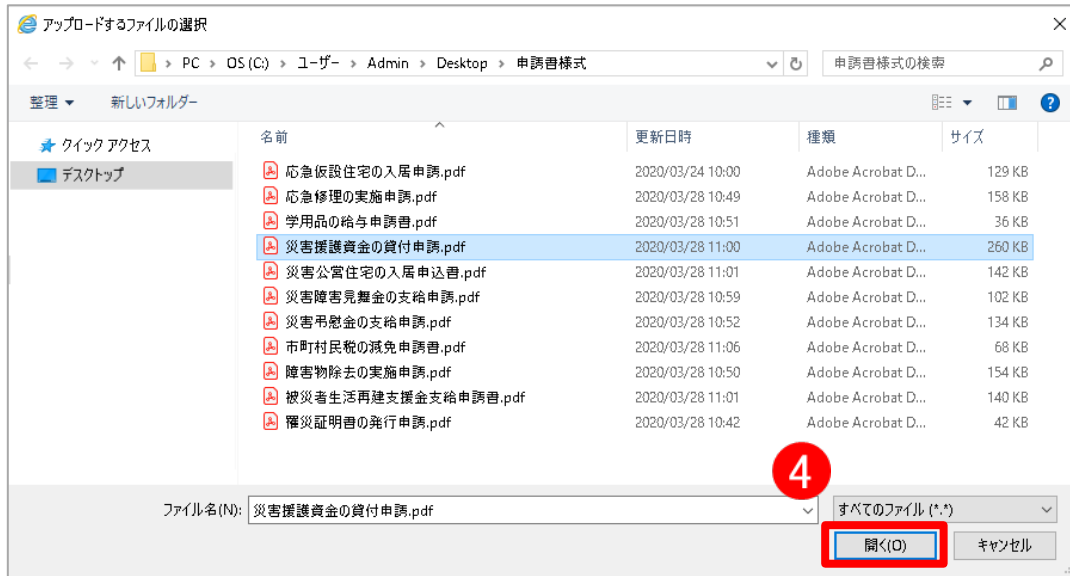 アップロードするファイルの選択
PC > OS (C:) > ユーザー > Admin > Desktop > 申請書様式
申請書様式の検索
整理 新しいフォルダー
クイック アクセス
デスクトップ
名前 更新日時 種類 サイズ
応急仮設住宅の入居申請.pdf 2020/03/24 10:00 Adobe Acrobat D... 129 KB
応急修理の実施申請.pdf 2020/03/28 10:49 Adobe Acrobat D... 158 KB
学用品の給与申請書.pdf 2020/03/28 10:51 Adobe Acrobat D... 36 KB
災害援護資金の貸付申請.pdf 2020/03/28 11:00 Adobe Acrobat D... 260 KB
災害公営住宅の入居申込書.pdf 2020/03/28 11:01 Adobe Acrobat D... 142 KB
災害障害見舞金の支給申請.pdf 2020/03/28 10:59 Adobe Acrobat D... 102 KB
災害弔慰金の支給申請.pdf 2020/03/28 10:52 Adobe Acrobat D... 134 KB
市町村民税の減免申請書.pdf 2020/03/28 11:06 Adobe Acrobat D... 68 KB
障害物除去の実施申請.pdf 2020/03/28 10:50 Adobe Acrobat D... 154 KB
被災者生活再建支援金支給申請書.pdf 2020/03/28 11:01 Adobe Acrobat D... 140 KB
罹災証明書の発行申請.pdf 2020/03/28 10:42 Adobe Acrobat D... 42 KB
4
ファイル名(N): 災害援護資金の貸付申請.pdf すべてのファイル (*.*)
開く(O) キャンセル